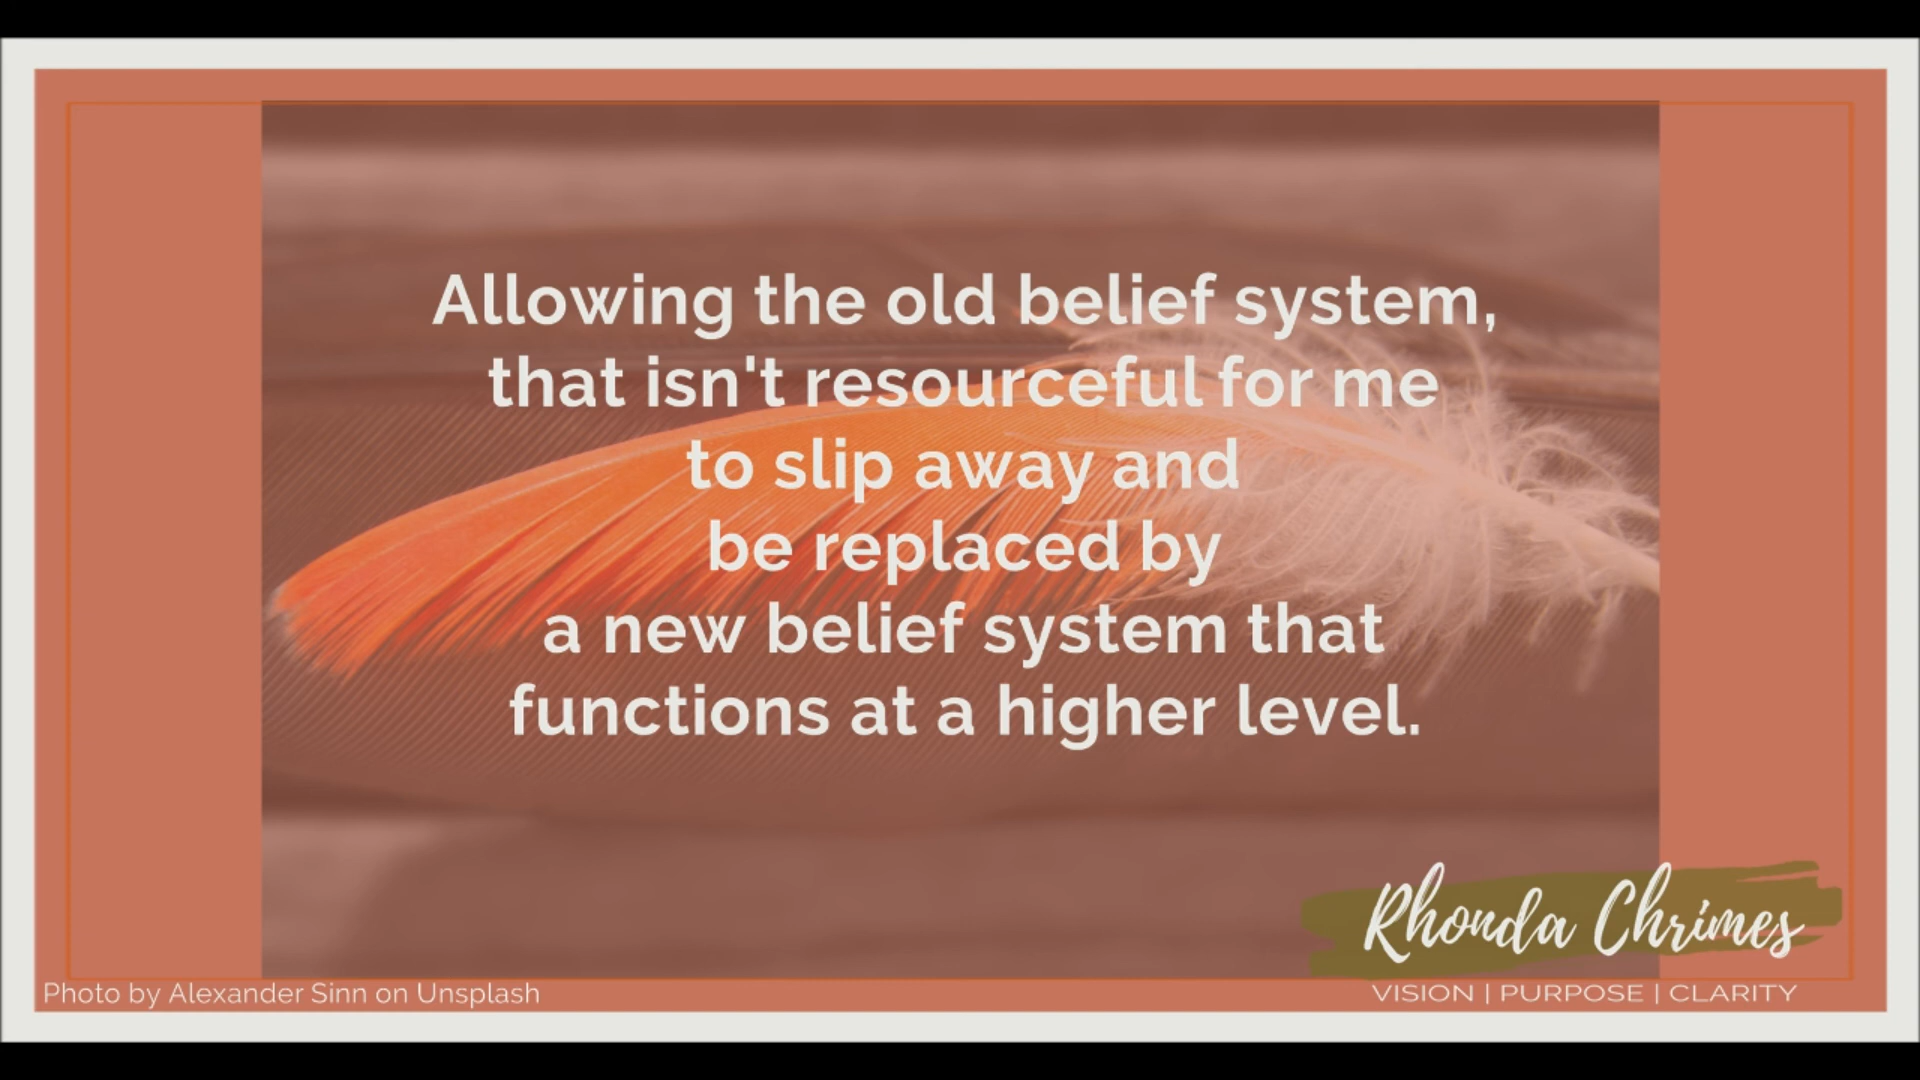 Allowing the old belief system,
that isn't resourceful for me
to slip away and
be replaced by
a new belief system that
functions at a higher level.
Rhonda Chrimes
VISION | PURPOSE | CLARITY
Photo by Alexander Sinn on Unsplash